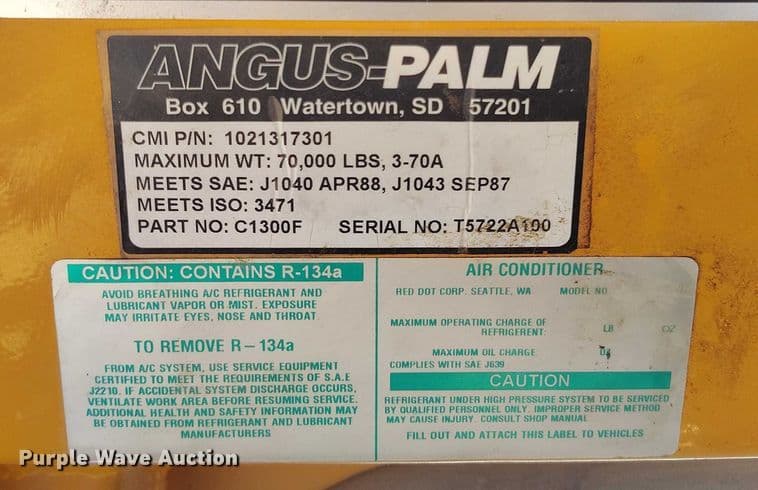 ANGUS-PALM
Box 610 Watertown, SD 57201
CMI P/N: 1021317301
MAXIMUM WT: 70,000 LBS, 3-70A
MEETS SAE: J1040 APR88, J1043 SEP87
MEETS ISO: 3471
PART NO: C1300F SERIAL NO: T5722A100
CAUTION: CONTAINS R-134a
AVOID BREATHING A/C REFRIGERANT AND
LUBRICANT VAPOR OR MIST. EXPOSURE
MAY IRRITATE EYES, NOSE AND THROAT.
TO REMOVE R – 134a
FROM A/C SYSTEM, USE SERVICE EQUIPMENT
CERTIFIED TO MEET THE REQUIREMENTS OF S.A.E.
J2210. IF ACCIDENTAL SYSTEM DISCHARGE OCCURS,
VENTILATE WORK AREA BEFORE RESUMING SERVICE.
ADDITIONAL HEALTH AND SAFETY INFORMATION MAY
BE OBTAINED FROM REFRIGERANT AND LUBRICANT
MANUFACTURERS
AIR CONDITIONER
RED DOT CORP. SEATTLE, WA MODEL NO
MAXIMUM OPERATING CHARGE OF
REFRIGERENT: LB OZ
MAXIMUM OIL CHARGE
COMPLIES WITH SAE J639
CAUTION
REFRIGERANT UNDER HIGH PRESSURE SYSTEM TO BE SERVICED
BY QUALIFIED PERSONNEL ONLY. IMPROPER SERVICE METHOD
MAY CAUSE INJURY. CONSULT SHOP MANUAL
FILL OUT AND ATTACH THIS LABEL TO VEHICLES
Purple Wave Auction